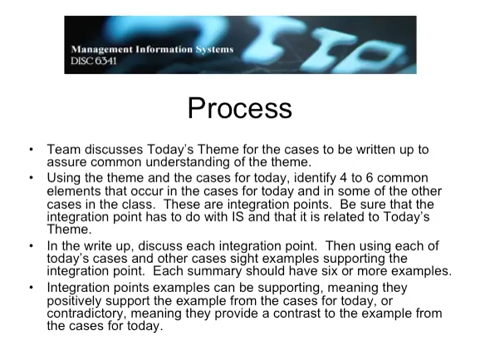 Management Information Systems
DISC 6341
Process
• Team discusses Today's Theme for the cases to be written up to
assure common understanding of the theme.
• Using the theme and the cases for today, identify 4 to 6 common
elements that occur in the cases for today and in some of the other
cases in the class.  These are integration points.  Be sure that the
integration point has to do with IS and that it is related to Today's
Theme.
• In the write up, discuss each integration point.  Then using each of
today's cases and other cases sight examples supporting the
integration point.  Each summary should have six or more examples.
• Integration points examples can be supporting, meaning they
positively support the example from the cases for today, or
contradictory, meaning they provide a contrast to the example from
the cases for today.